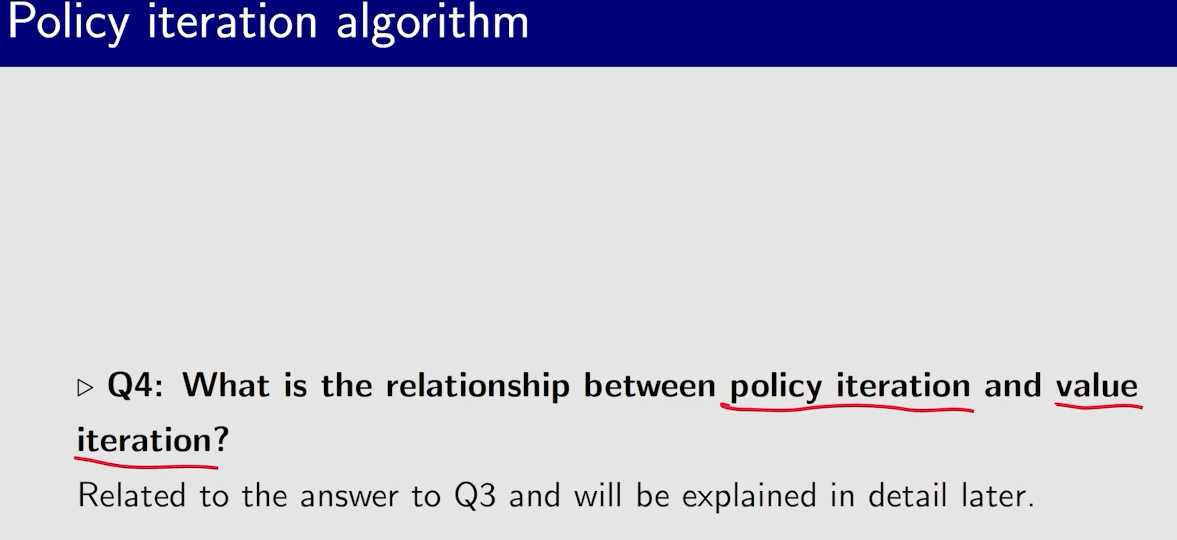 Policy iteration algorithm
▷ Q4: What is the relationship between policy iteration and value
iteration?
Related to the answer to Q3 and will be explained in detail later.